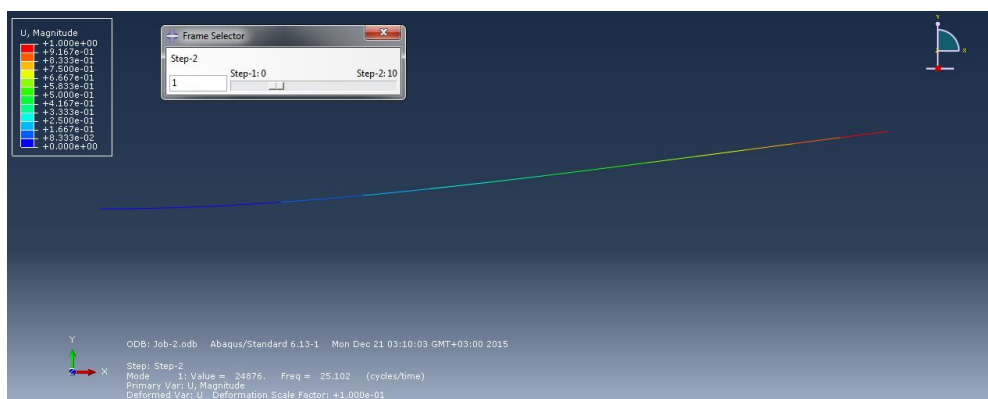 U, Magnitude
+1.000e+00
+9.167e-01
+8.333e-01
+7.500e-01
+6.667e-01
+5.833e-01
+5.000e-01
+4.167e-01
+3.333e-01
+2.500e-01
+1.667e-01
+8.333e-02
+0.000e+00
Frame Selector
Step-2
Step-1: 0 Step-2: 10
1
Y
X
Y
X
ODB: Job-2.odb Abaqus/Standard 6.13-1 Mon Dec 21 03:10:03 GMT+03:00 2015
Step: Step-2
Mode 1: Value = 24876. Freq = 25.102 (cycles/time)
Primary Var: U, Magnitude
Deformed Var: U Deformation Scale Factor: +1.000e-01